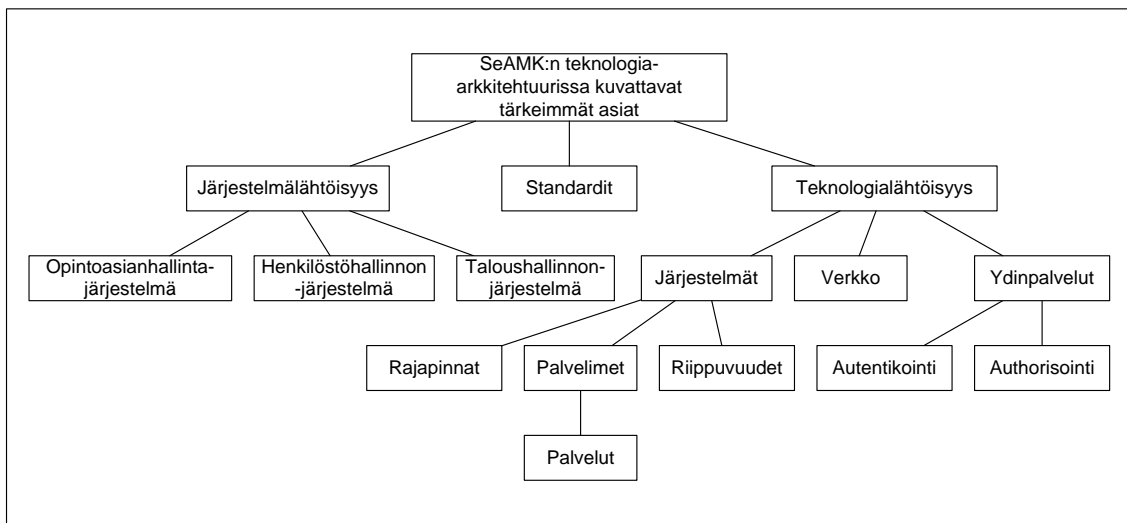 SeAMK:n teknologia-
arkkitehtuurissa kuvattavat
tärkeimmät asiat
Järjestelmälähtöisyys
Standardit
Teknologialähtöisyys
Opintoasianhallinta-
järjestelmä
Henkilöstöhallinnon
-järjestelmä
Taloushallinnon-
järjestelmä
Järjestelmät
Verkko
Ydinpalvelut
Rajapinnat
Palvelimet
Riippuvuudet
Autentikointi
Authorisointi
Palvelut